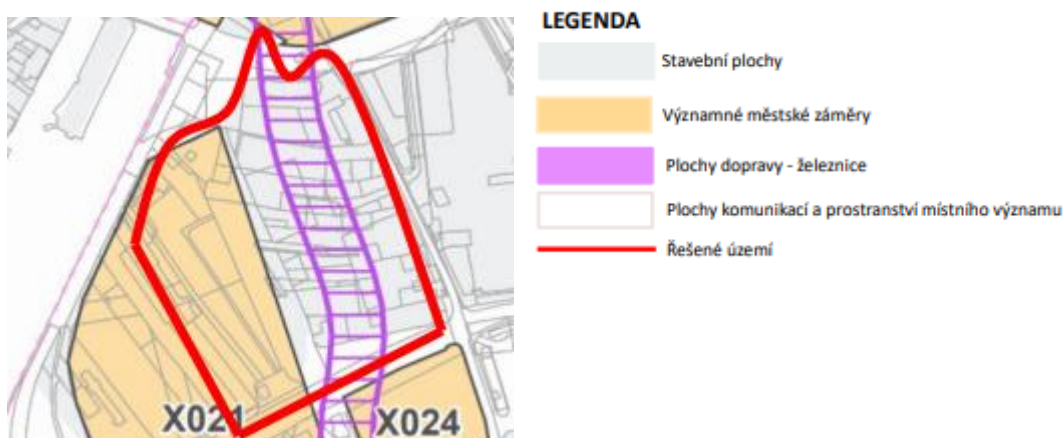 X021
X024
LEGENDA
Stavební plochy
Významné městské záměry
Plochy dopravy - železnice
Plochy komunikací a prostranství místního významu
Řešené území